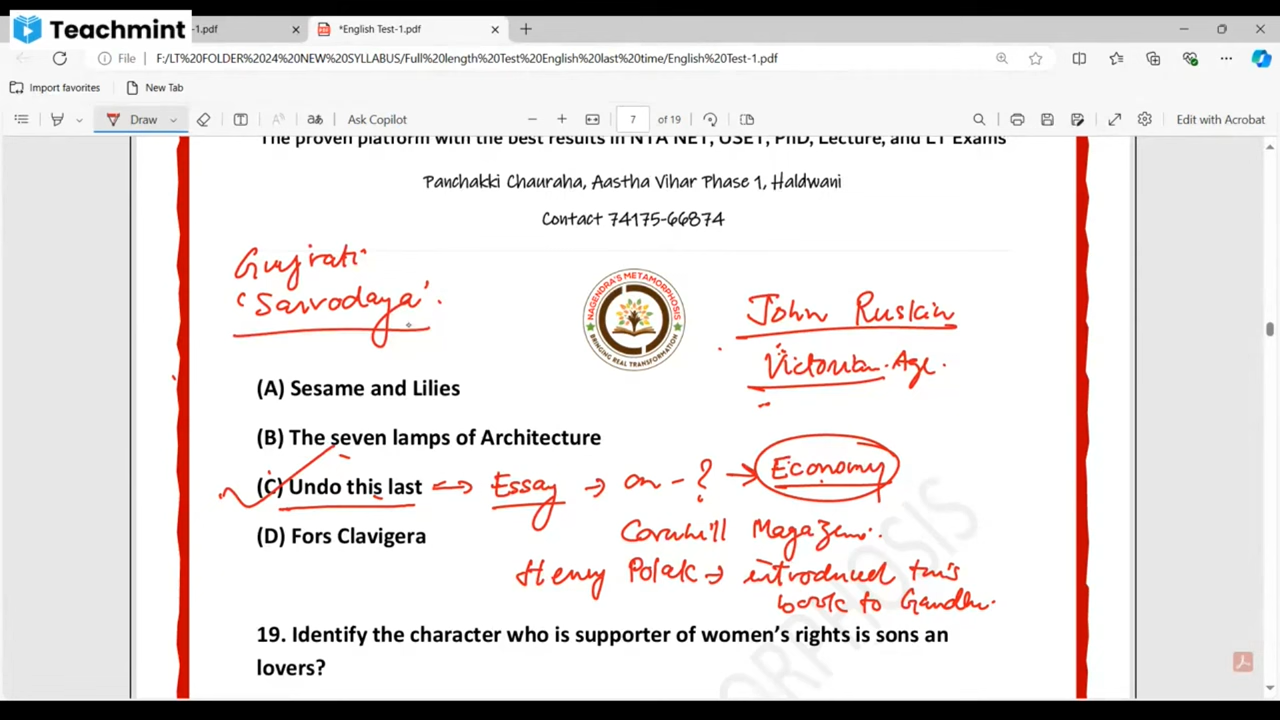 Teachmint
-1.pdf
*English Test-1.pdf
File
F:/LT%20FOLDER%2024%20NEW%20SYLLABUS/Full%20length%20Test%20English%20last%20time/English%20Test-1.pdf
Import favorites
New Tab
Draw
Ask Copilot
7 of 19
Edit with Acrobat
The proven platform with the best results in NTA NET, USET, PhD, Lecture, and LT Exams
Panchakki Chauraha, Aastha Vihar Phase 1, Haldwani
Contact 74175-66874
Gujrati
'Sarvodaya'.
NAGENDRA'S METAMORPHOSIS
BRINGING REAL TRANSFORMATION
John Ruskin
Victorian Age.
(A) Sesame and Lilies
(B) The seven lamps of Architecture
(C) Undo this last ↔ Essay → on - ? → Economy
Cornhill Magazine.
(D) Fors Clavigera
Henry Polak → introduced this
book to Gandhi.
19. Identify the character who is supporter of women's rights is sons an
lovers?